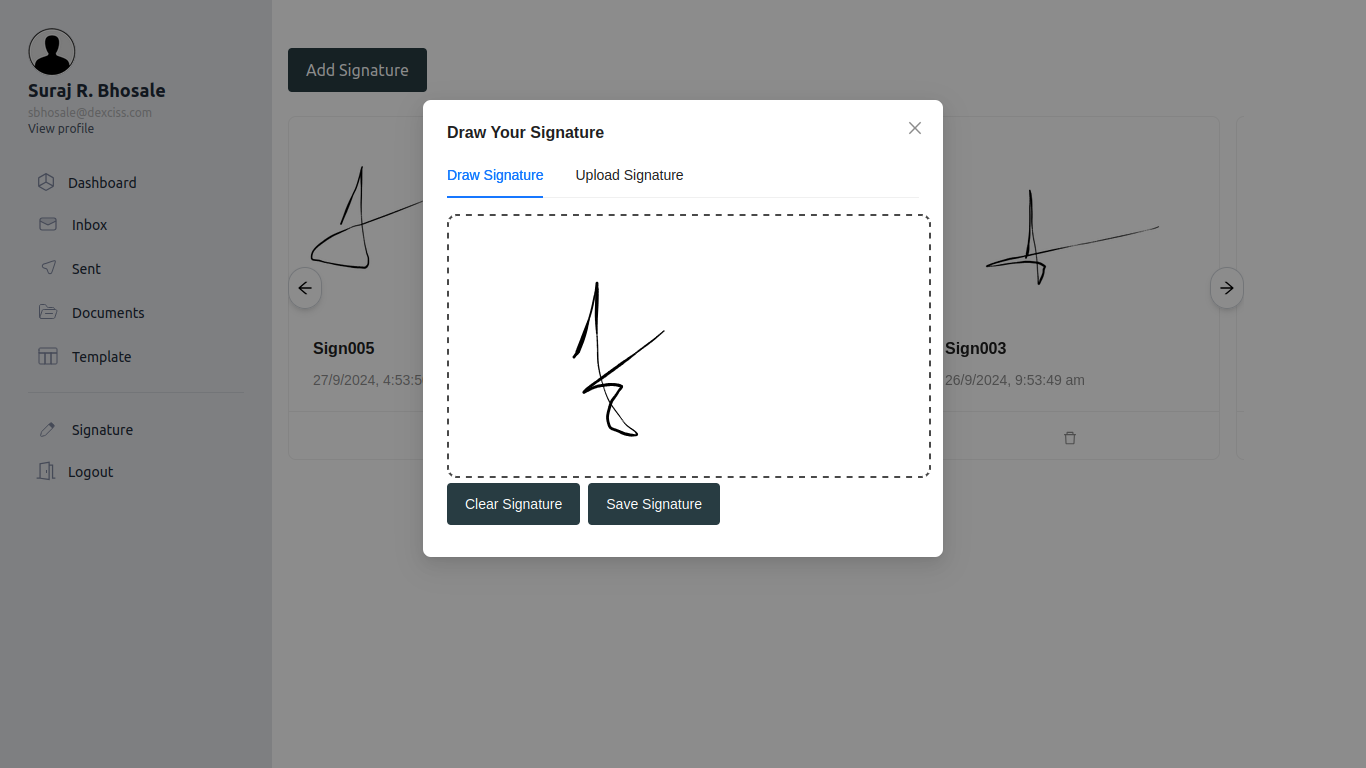 Suraj R. Bhosale
sbhosale@dexciss.com
View profile
Dashboard
Inbox
Sent
Documents
Template
Signature
Logout
Add Signature
Sign005
27/9/2024, 4:53:5
Sign003
26/9/2024, 9:53:49 am
Draw Your Signature
Draw Signature Upload Signature
Clear Signature Save Signature